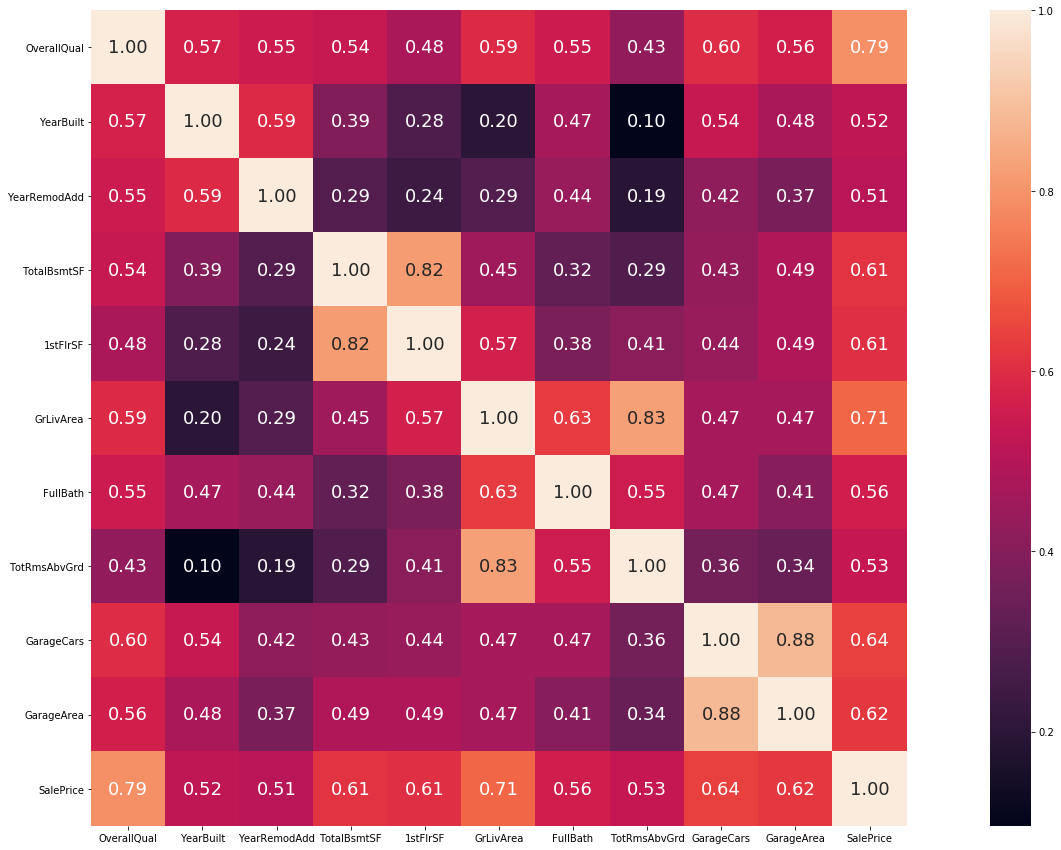 OverallQual 1.00 0.57 0.55 0.54 0.48 0.59 0.55 0.43 0.60 0.56 0.79
YearBuilt 0.57 1.00 0.59 0.39 0.28 0.20 0.47 0.10 0.54 0.48 0.52
YearRemodAdd 0.55 0.59 1.00 0.29 0.24 0.29 0.44 0.19 0.42 0.37 0.51
TotalBsmtSF 0.54 0.39 0.29 1.00 0.82 0.45 0.32 0.29 0.43 0.49 0.61
1stFlrSF 0.48 0.28 0.24 0.82 1.00 0.57 0.38 0.41 0.44 0.49 0.61
GrLivArea 0.59 0.20 0.29 0.45 0.57 1.00 0.63 0.83 0.47 0.47 0.71
FullBath 0.55 0.47 0.44 0.32 0.38 0.63 1.00 0.55 0.47 0.41 0.56
TotRmsAbvGrd 0.43 0.10 0.19 0.29 0.41 0.83 0.55 1.00 0.36 0.34 0.53
GarageCars 0.60 0.54 0.42 0.43 0.44 0.47 0.47 0.36 1.00 0.88 0.64
GarageArea 0.56 0.48 0.37 0.49 0.49 0.47 0.41 0.34 0.88 1.00 0.62
SalePrice 0.79 0.52 0.51 0.61 0.61 0.71 0.56 0.53 0.64 0.62 1.00
OverallQual YearBuilt YearRemodAdd TotalBsmtSF 1stFlrSF GrLivArea FullBath TotRmsAbvGrd GarageCars GarageArea SalePrice
1.0
0.8
0.6
0.4
0.2